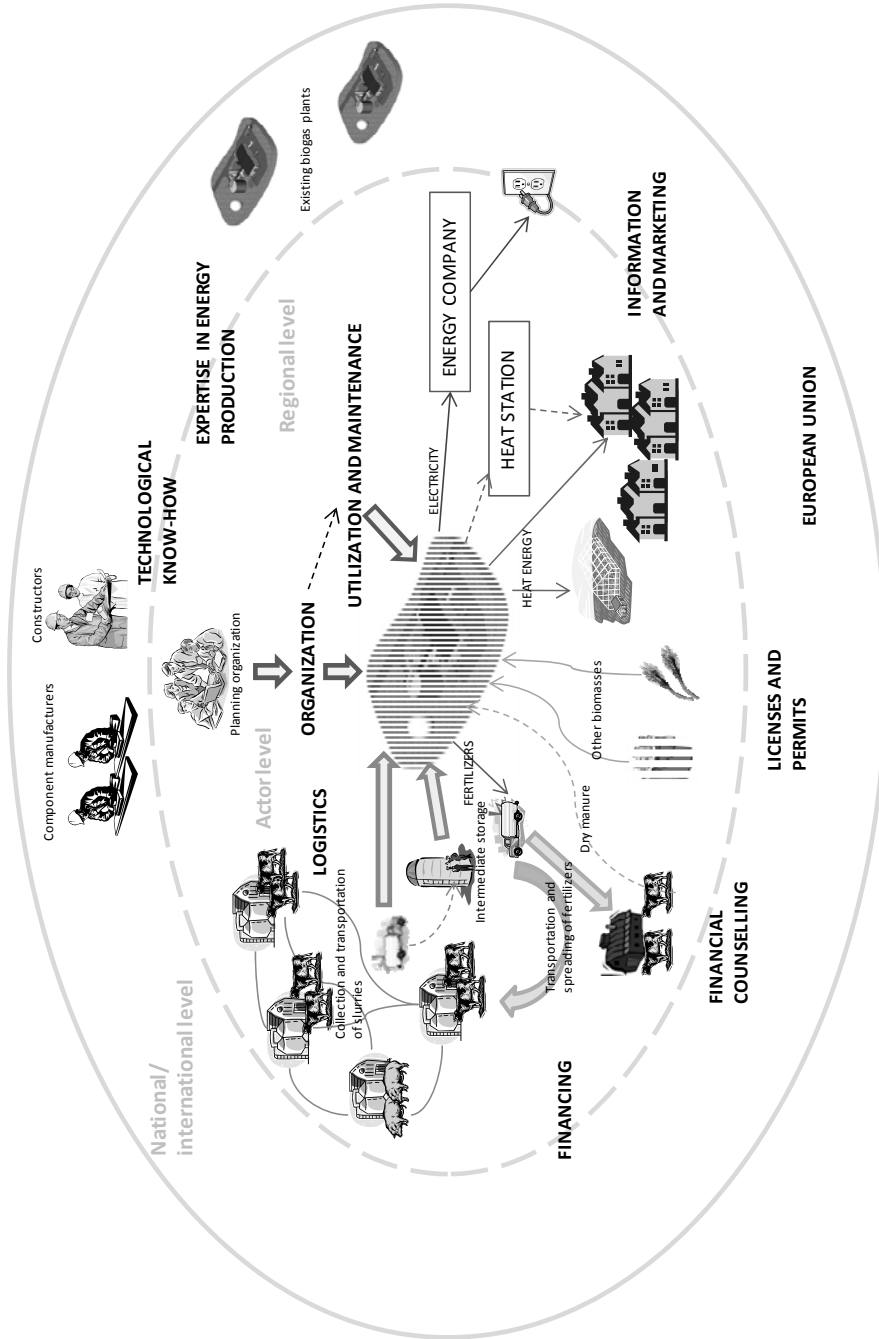 National/
international level
Component manufacturers
Constructors
TECHNOLOGICAL
KNOW-HOW
EXPERTISE IN ENERGY
PRODUCTION
Existing biogas plants
Actor level
Regional level
Planning organization
ORGANIZATION
UTILIZATION AND MAINTENANCE
LOGISTICS
Collection and transportation
of slurries
Intermediate storage
FERTILIZERS
ELECTRICITY
ENERGY COMPANY
HEAT STATION
HEAT ENERGY
Transportation and
spreading of fertilizers
Dry manure
Other biomasses
INFORMATION
AND MARKETING
FINANCING
FINANCIAL
COUNSELLING
LICENSES AND
PERMITS
EUROPEAN UNION